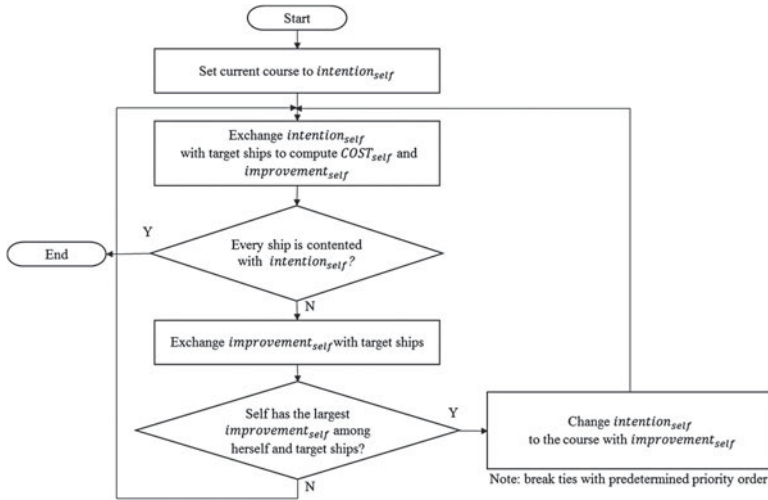 Start
Set current course to intention_self
Exchange intention_self
with target ships to compute COST_self and
improvement_self
Y
Every ship is contented
with intention_self?
End
N
Exchange improvement_self with target ships
Self has the largest
improvement_self among
herself and target ships?
Y
Change intention_self
to the course with improvement_self
N
Note: break ties with predetermined priority order